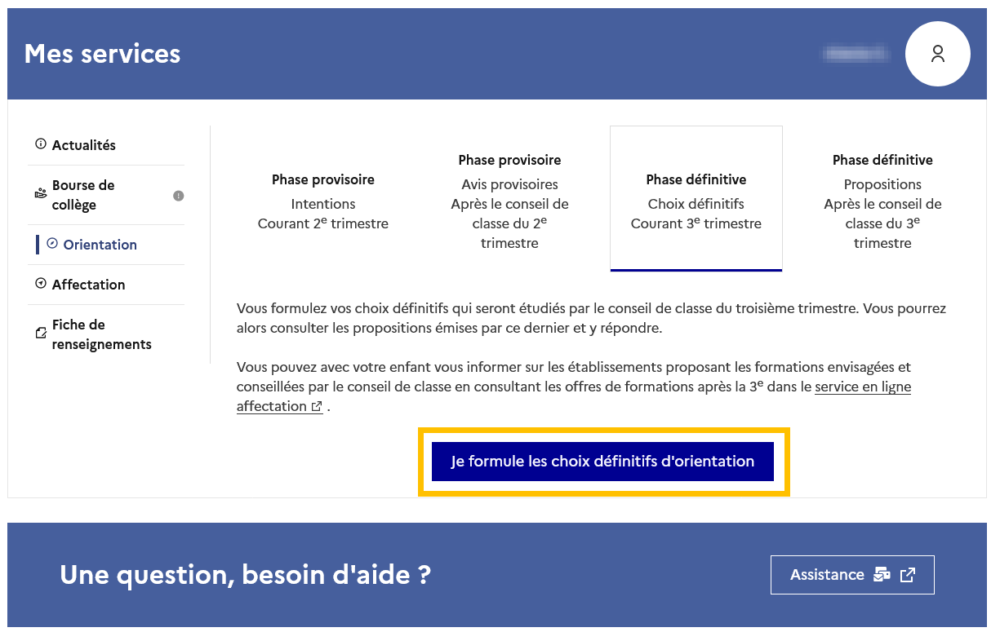 Mes services
Actualités
Bourse de
collège
Orientation
Affectation
Fiche de
renseignements
Phase provisoire
Intentions
Courant 2e trimestre
Phase provisoire
Avis provisoires
Après le conseil de
classe du 2e
trimestre
Phase définitive
Choix définitifs
Courant 3e trimestre
Phase définitive
Propositions
Après le conseil de
classe du 3e
trimestre
Vous formulez vos choix définitifs qui seront étudiés par le conseil de classe du troisième trimestre. Vous pourrez
alors consulter les propositions émises par ce dernier et y répondre.
Vous pouvez avec votre enfant vous informer sur les établissements proposant les formations envisagées et
conseillées par le conseil de classe en consultant les offres de formations après la 3e dans le service en ligne
affectation .
Je formule les choix définitifs d'orientation
Une question, besoin d'aide ?
Assistance